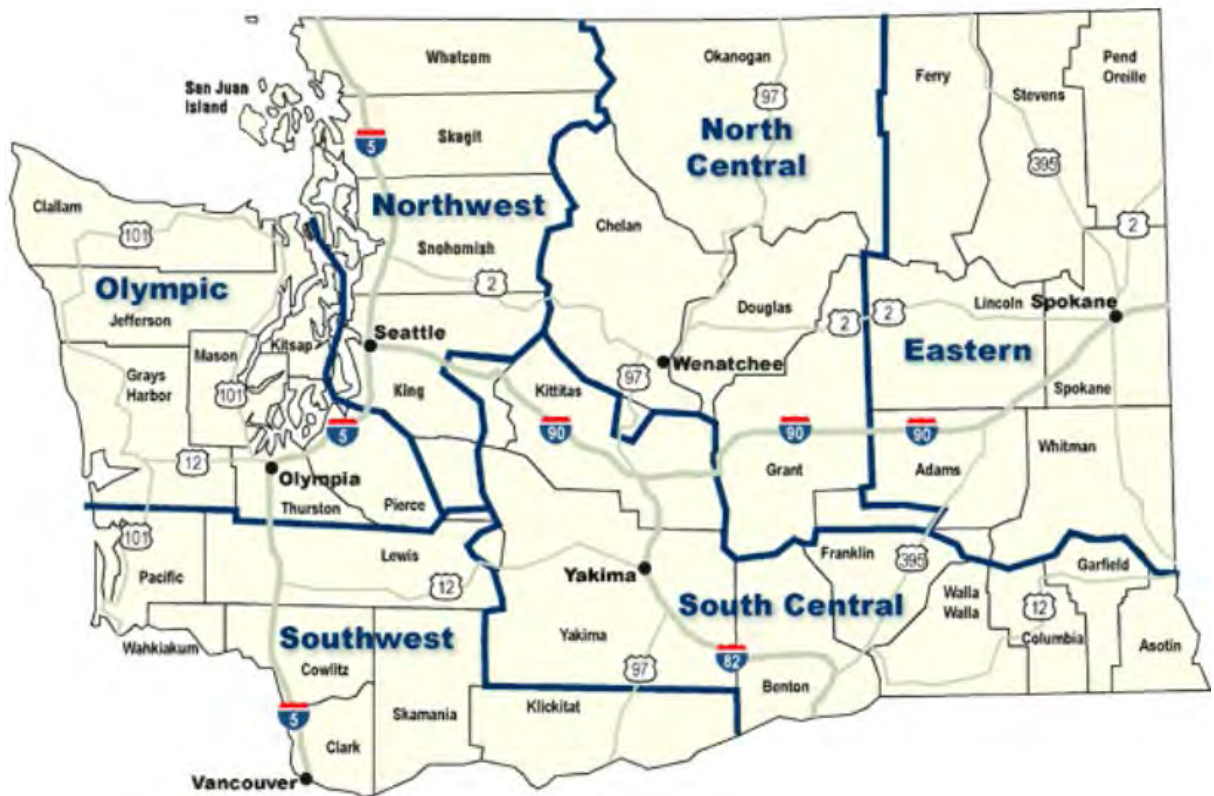 Whatcom
Okanogan
Ferry
Pend
Oreille
Stevens
San Juan
Island
97
5
Skagit
North
Central
395
Clallam
Northwest
Chelan
101
Snohomish
2
2
Olympic
Jefferson
Douglas
Lincoln
Spokane
2
2
Seattle
Mason
Kitsap
Eastern
Wenatchee
Grays
Harbor
101
King
Kittitas
97
Spokane
5
90
90
90
Whitman
12
Olympia
Grant
Adams
Thurston
Pierce
101
Lewis
Franklin
395
Garfield
Pacific
12
Yakima
Walla
Walla
12
South Central
Wahkiakum
Southwest
Yakima
Columbia
Asotin
Cowlitz
97
82
Benton
5
Skamania
Klickitat
Clark
Vancouver